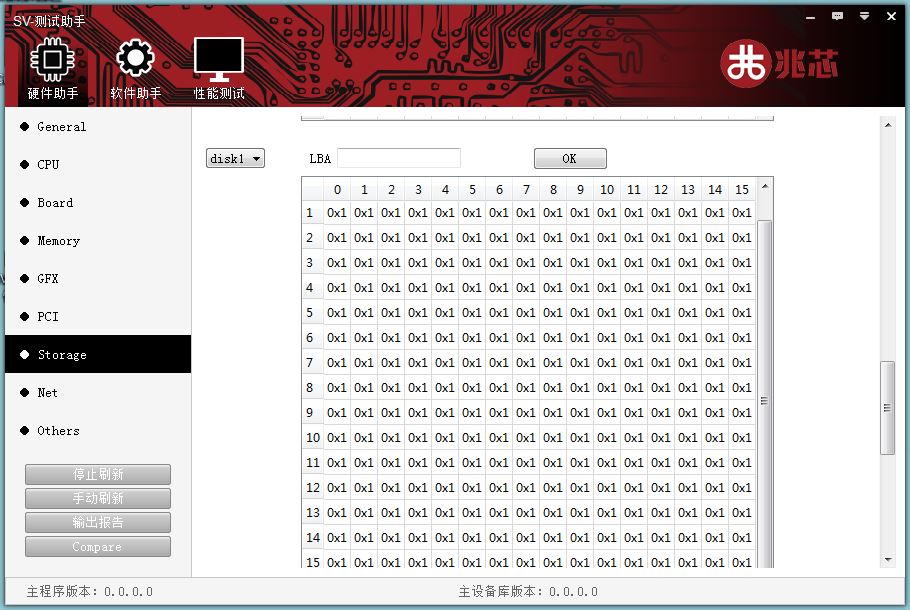 SV-测试助手
硬件助手 软件助手 性能测试 兆芯
General
CPU
Board
Memory
GFX
PCI
Storage
Net
Others
停止刷新
手动刷新
输出报告
Compare
disk1 LBA OK
0 1 2 3 4 5 6 7 8 9 10 11 12 13 14 15
1 0x1 0x1 0x1 0x1 0x1 0x1 0x1 0x1 0x1 0x1 0x1 0x1 0x1 0x1 0x1 0x1
2 0x1 0x1 0x1 0x1 0x1 0x1 0x1 0x1 0x1 0x1 0x1 0x1 0x1 0x1 0x1 0x1
3 0x1 0x1 0x1 0x1 0x1 0x1 0x1 0x1 0x1 0x1 0x1 0x1 0x1 0x1 0x1 0x1
4 0x1 0x1 0x1 0x1 0x1 0x1 0x1 0x1 0x1 0x1 0x1 0x1 0x1 0x1 0x1 0x1
5 0x1 0x1 0x1 0x1 0x1 0x1 0x1 0x1 0x1 0x1 0x1 0x1 0x1 0x1 0x1 0x1
6 0x1 0x1 0x1 0x1 0x1 0x1 0x1 0x1 0x1 0x1 0x1 0x1 0x1 0x1 0x1 0x1
7 0x1 0x1 0x1 0x1 0x1 0x1 0x1 0x1 0x1 0x1 0x1 0x1 0x1 0x1 0x1 0x1
8 0x1 0x1 0x1 0x1 0x1 0x1 0x1 0x1 0x1 0x1 0x1 0x1 0x1 0x1 0x1 0x1
9 0x1 0x1 0x1 0x1 0x1 0x1 0x1 0x1 0x1 0x1 0x1 0x1 0x1 0x1 0x1 0x1
10 0x1 0x1 0x1 0x1 0x1 0x1 0x1 0x1 0x1 0x1 0x1 0x1 0x1 0x1 0x1 0x1
11 0x1 0x1 0x1 0x1 0x1 0x1 0x1 0x1 0x1 0x1 0x1 0x1 0x1 0x1 0x1 0x1
12 0x1 0x1 0x1 0x1 0x1 0x1 0x1 0x1 0x1 0x1 0x1 0x1 0x1 0x1 0x1 0x1
13 0x1 0x1 0x1 0x1 0x1 0x1 0x1 0x1 0x1 0x1 0x1 0x1 0x1 0x1 0x1 0x1
14 0x1 0x1 0x1 0x1 0x1 0x1 0x1 0x1 0x1 0x1 0x1 0x1 0x1 0x1 0x1 0x1
15 0x1 0x1 0x1 0x1 0x1 0x1 0x1 0x1 0x1 0x1 0x1 0x1 0x1 0x1 0x1 0x1
主程序版本: 0.0.0.0 主设备库版本: 0.0.0.0